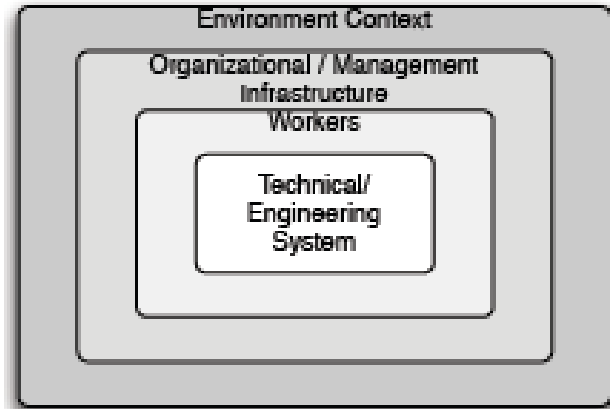 Environment Context
Organizational / Management
Infrastructure
Workers
Technical/
Engineering
System